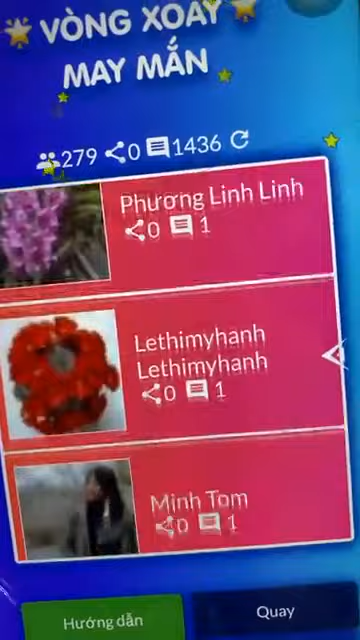 VÒNG XOAY
MAY MẮN
279 0 1436
Phương Linh Linh
0 1
Lethimyhanh
Lethimyhanh
0 1
Minh Tom
0 1
Hướng dẫn
Quay